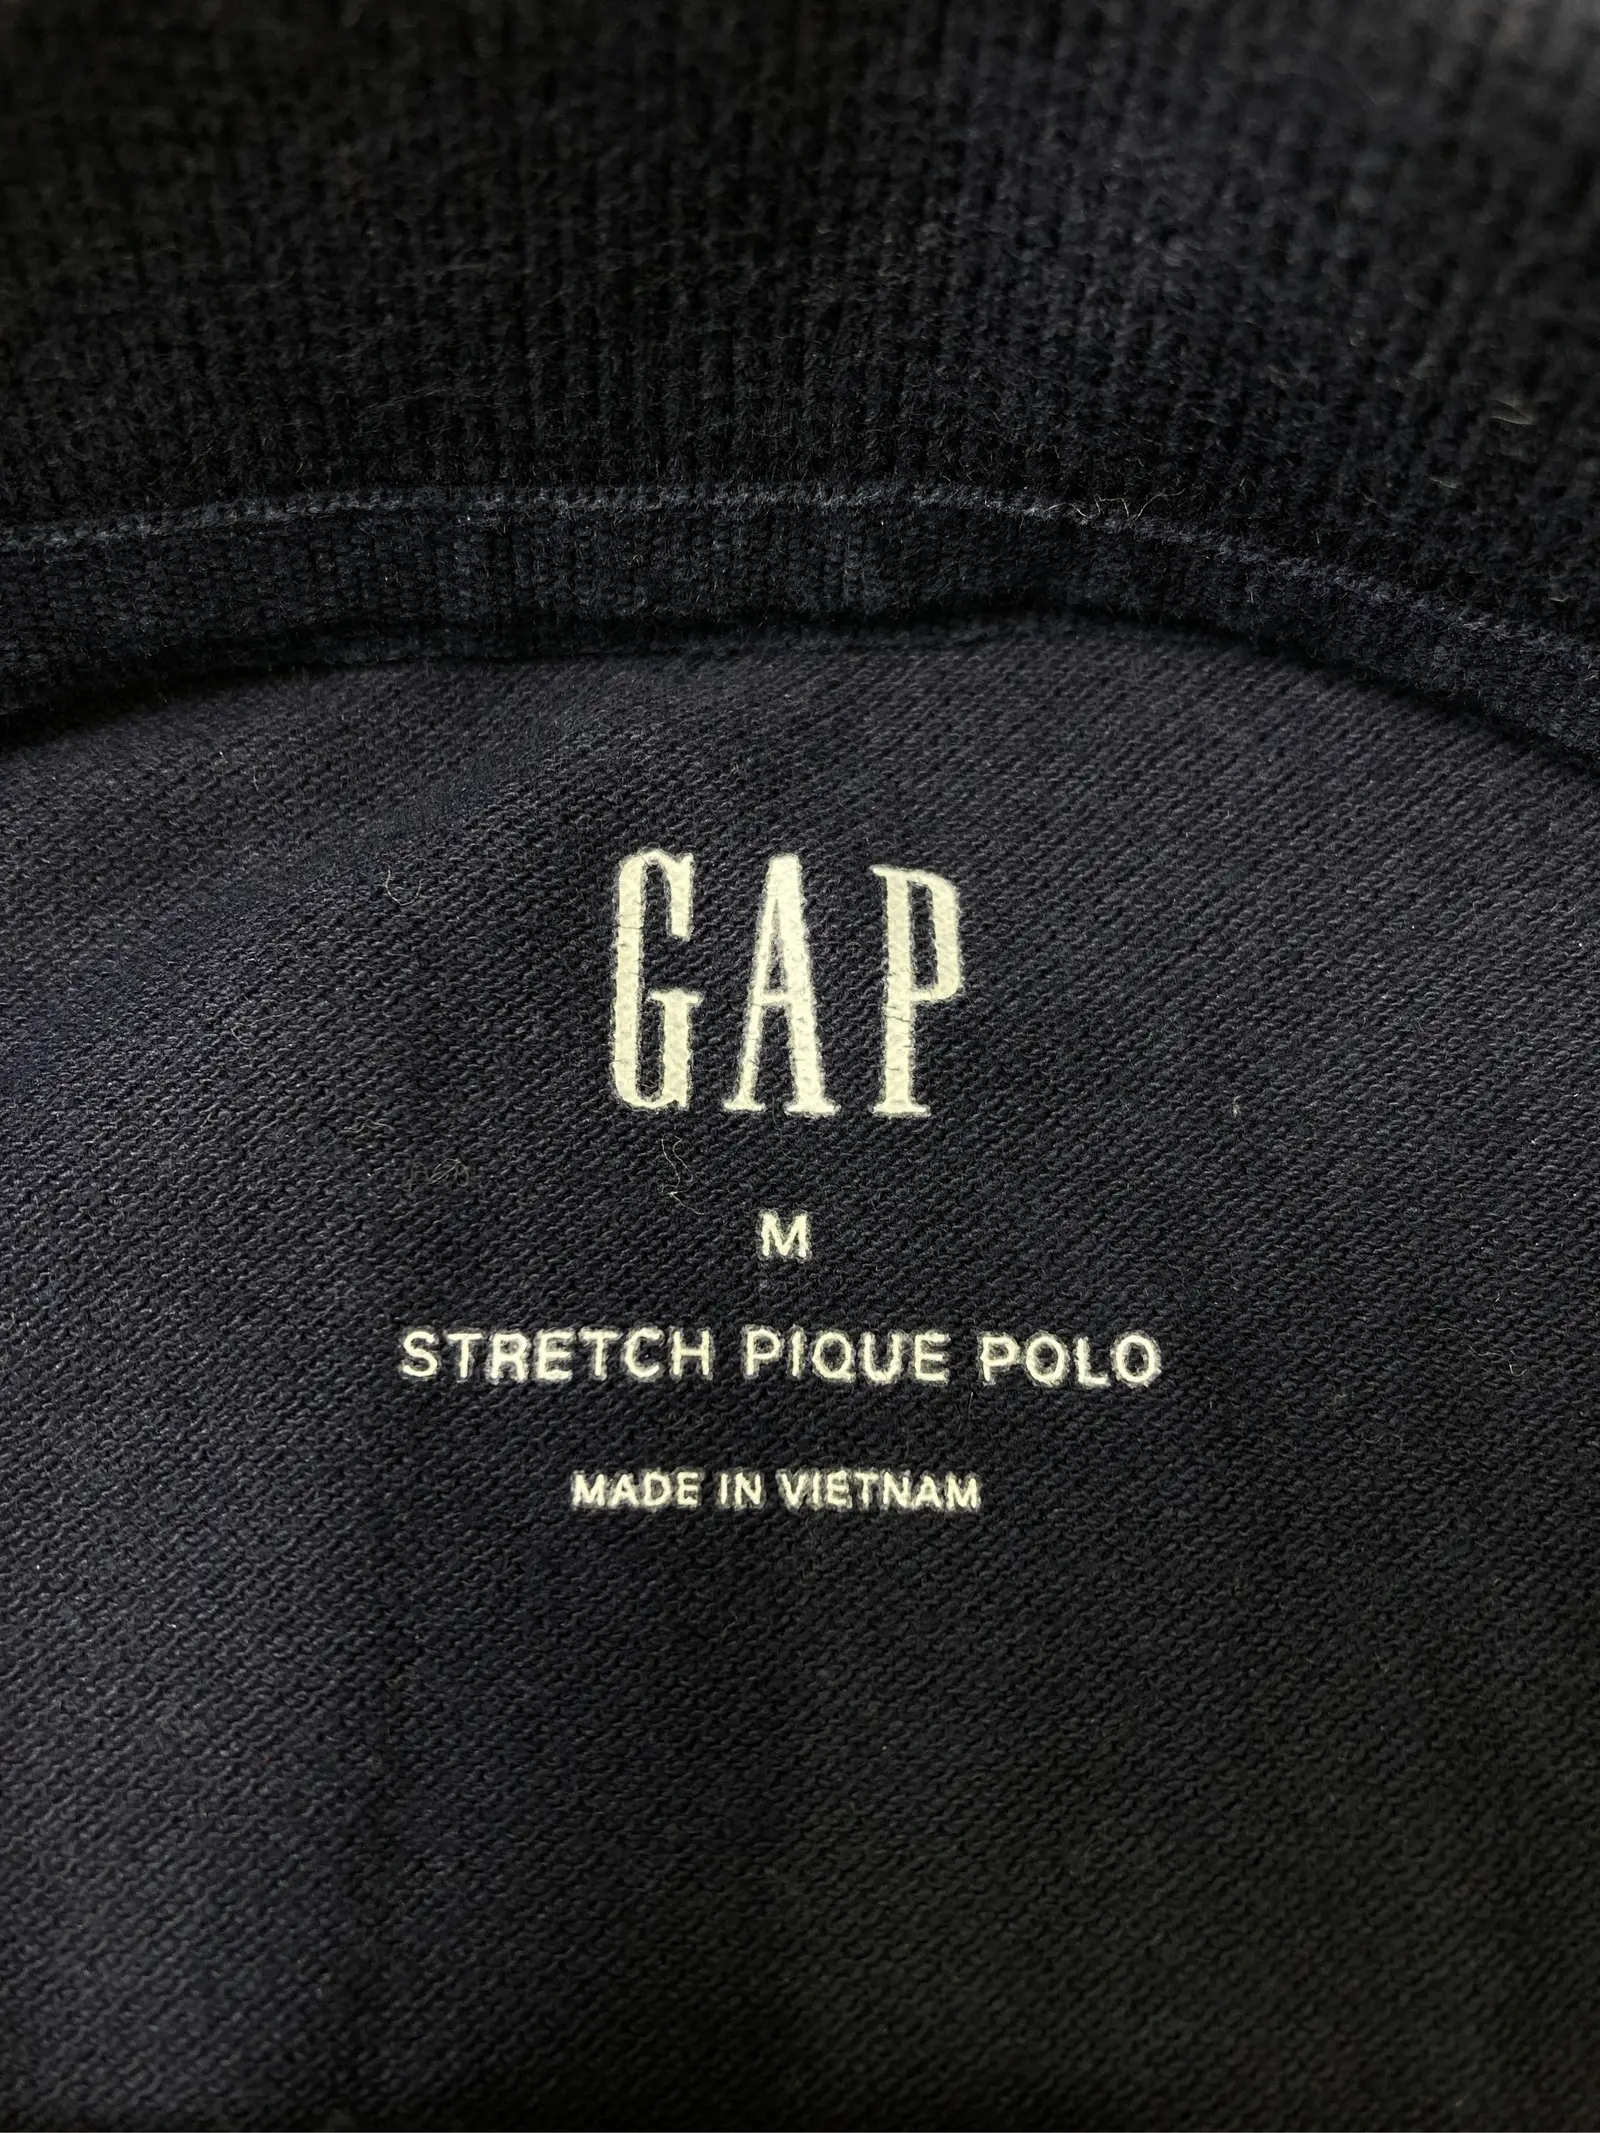 GAP
M
STRETCH PIQUE POLO
MADE IN VIETNAM